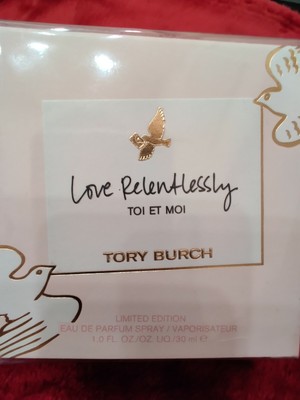 Love Relentlessly
TOI ET MOI
TORY BURCH
LIMITED EDITION
EAU DE PARFUM SPRAY / VAPORISATEUR
1.0 FL. OZ./OZ. LIQ./30 ml ℮